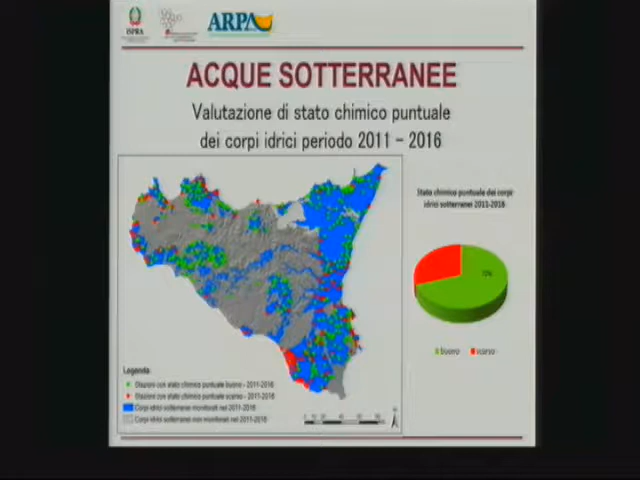 ISPRA
ARPA
ACQUE SOTTERRANEE
Valutazione di stato chimico puntuale
dei corpi idrici periodo 2011 - 2016
Stato chimico puntuale dei corpi
idrici sotterranei 2011-2016
buono scarso
Legenda
Stazioni con stato chimico puntuale buono - 2011-2016
Stazioni con stato chimico puntuale scarso - 2011-2016
Corpi idrici sotterranei monitorati nel 2011-2016
Corpi idrici sotterranei non monitorati nel 2011-2016